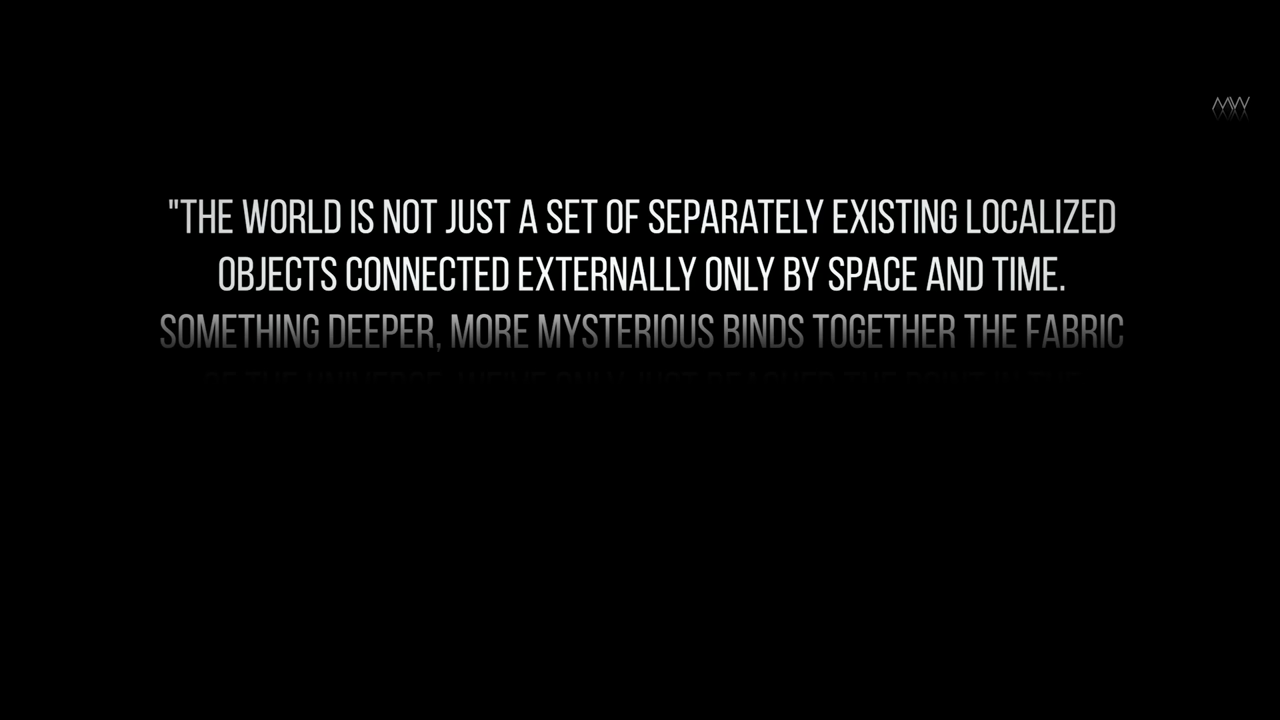 MW
"THE WORLD IS NOT JUST A SET OF SEPARATELY EXISTING LOCALIZED
OBJECTS CONNECTED EXTERNALLY ONLY BY SPACE AND TIME.
SOMETHING DEEPER, MORE MYSTERIOUS BINDS TOGETHER THE FABRIC